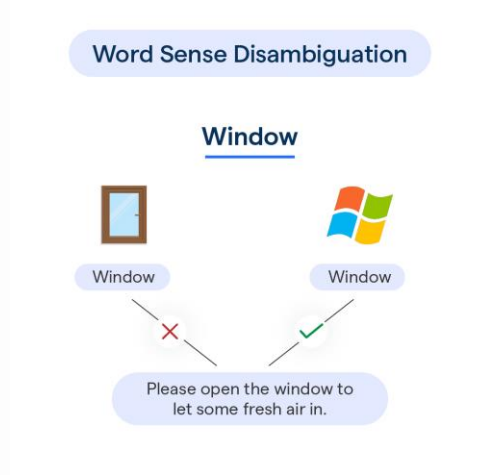 Word Sense Disambiguation
Window
Window
Window
Please open the window to
let some fresh air in.